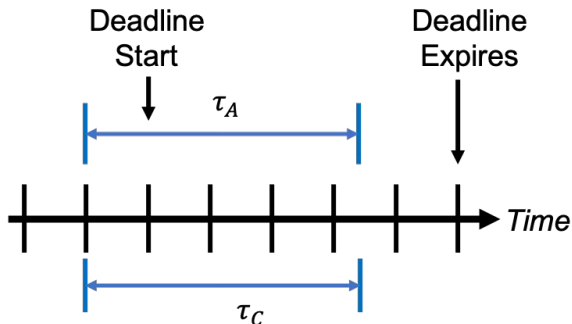 Deadline
Start
Deadline
Expires
τ_A
Time
τ_C